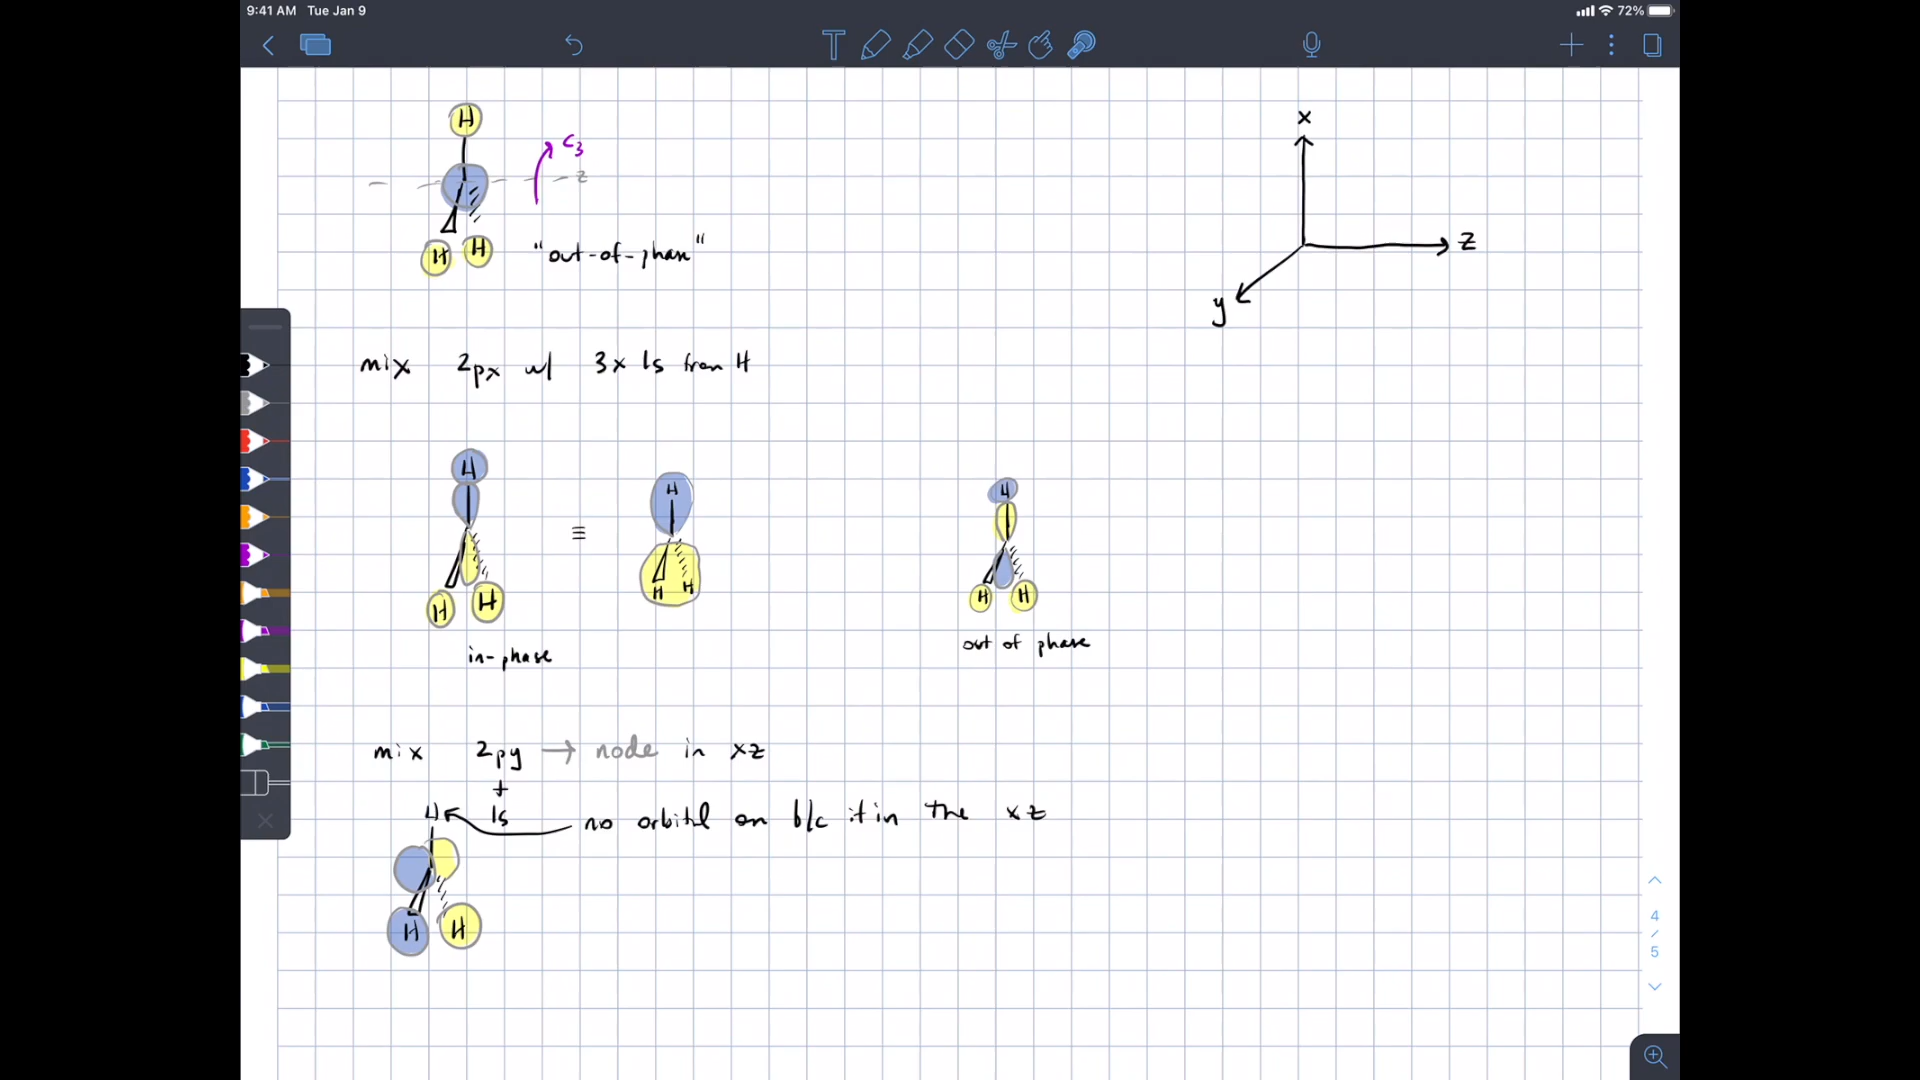 9:41 AM Tue Jan 9
72%
T
H
C3
z
H H
"out-of-phan"
x
z
y
mix 2px w/ 3x 1s from H
H
H H
in-phase
≡
H
H H
H
H H
out of phase
mix 2py → node in xz
+
H 1s no orbital on b/c it in the xz
H H
4
/
5